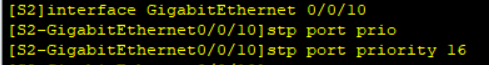 [S2]interface GigabitEthernet 0/0/10
[S2-GigabitEthernet0/0/10]stp port prio
[S2-GigabitEthernet0/0/10]stp port priority 16